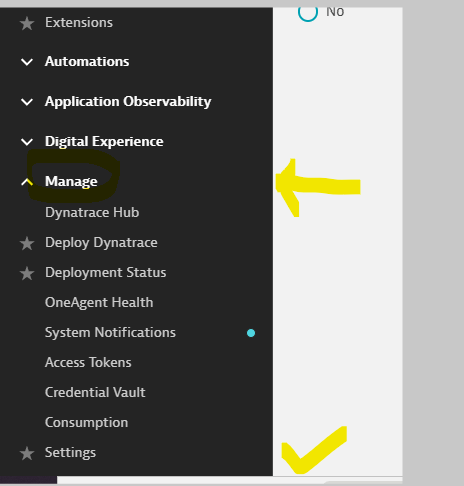 No
Extensions
Automations
Application Observability
Digital Experience
Manage
Dynatrace Hub
Deploy Dynatrace
Deployment Status
OneAgent Health
System Notifications
Access Tokens
Credential Vault
Consumption
Settings